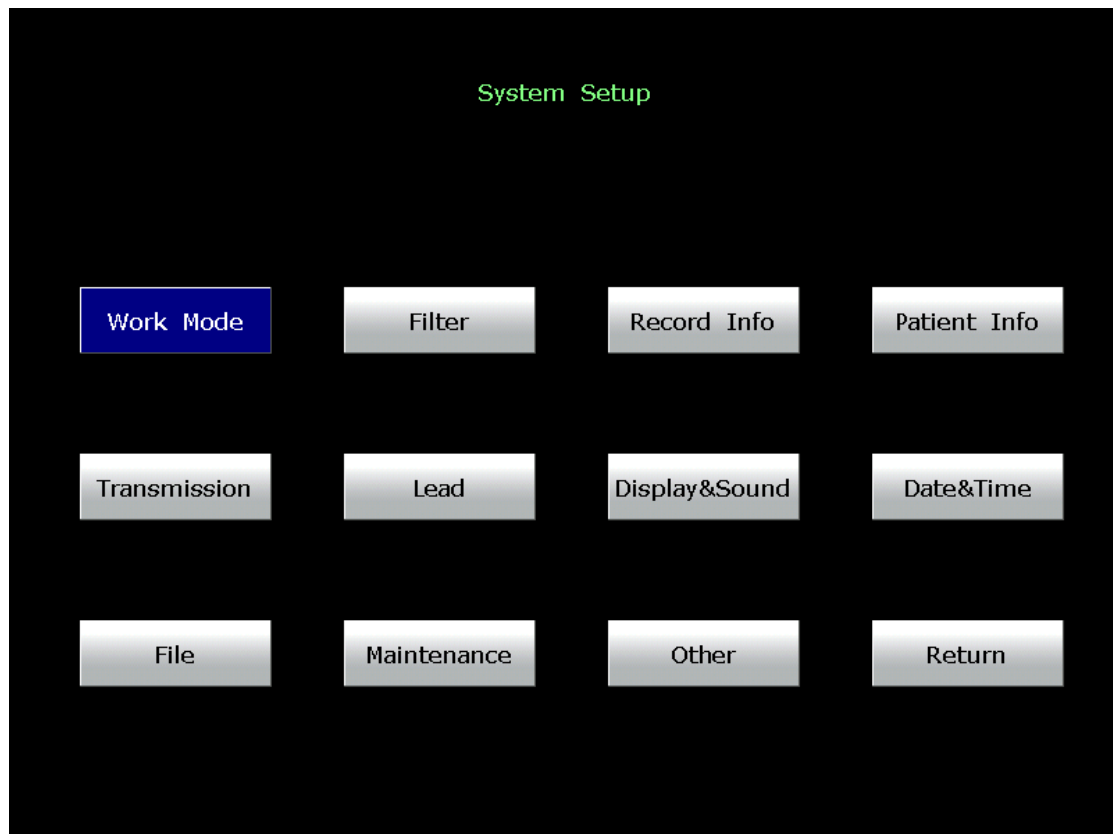 System Setup
Work Mode
Filter
Record Info
Patient Info
Transmission
Lead
Display&Sound
Date&Time
File
Maintenance
Other
Return